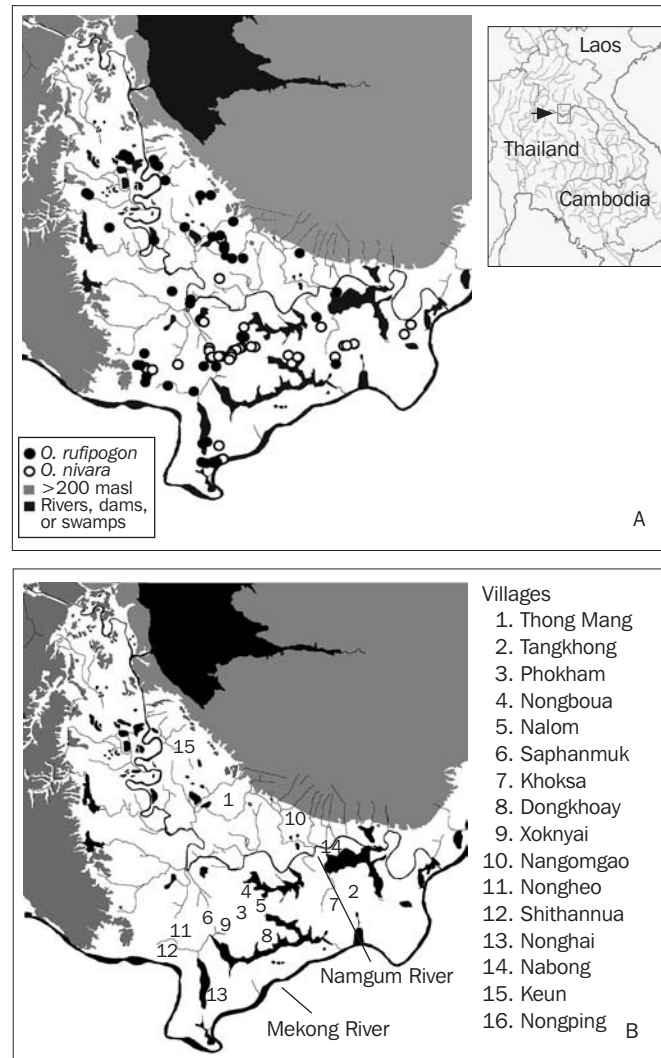 Laos
Thailand
Cambodia
O. rufipogon
O. nivara
>200 masl
Rivers, dams,
or swamps
A
Villages
1. Thong Mang
2. Tangkhong
3. Phokham
4. Nongboua
5. Nalom
6. Saphanmuk
7. Khoksa
8. Dongkhoay
9. Xoknyai
10. Nangomgao
11. Nongheo
12. Shithannua
13. Nonghai
14. Nabong
15. Keun
16. Nongping
15
1
10
14
4
5
7
2
3
6
9
8
11
12
13
Namgum River
Mekong River
B